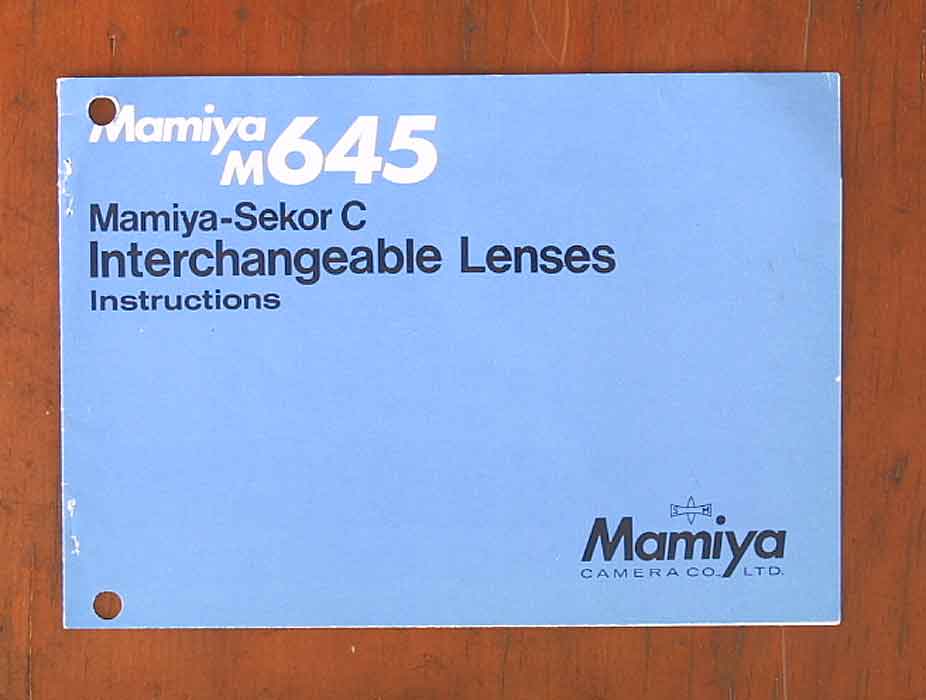 Mamiya
M645
Mamiya-Sekor C
Interchangeable Lenses
Instructions
S M
Mamiya
CAMERA CO., LTD.